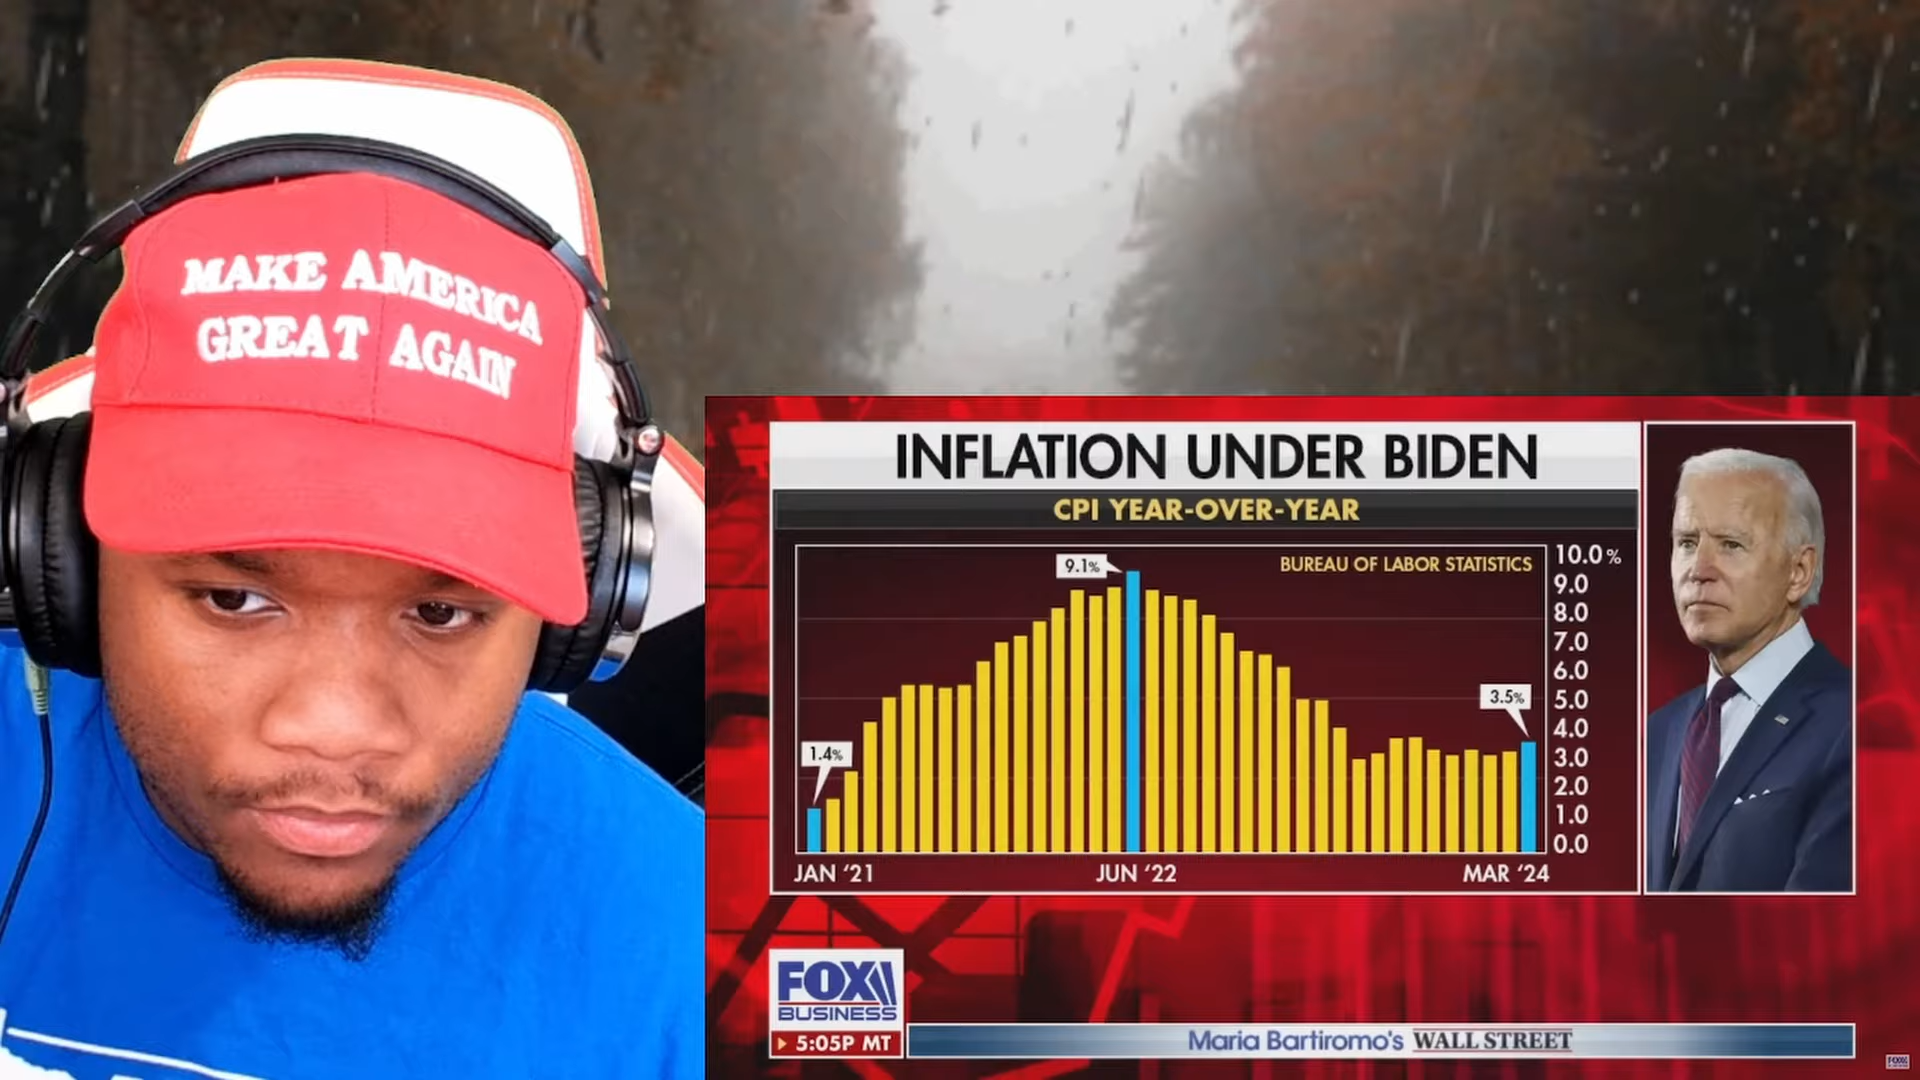 MAKE AMERICA
GREAT AGAIN
INFLATION UNDER BIDEN
CPI YEAR-OVER-YEAR
BUREAU OF LABOR STATISTICS
1.4%
9.1%
3.5%
10.0%
9.0
8.0
7.0
6.0
5.0
4.0
3.0
2.0
1.0
0.0
JAN ‘21
JUN ‘22
MAR ‘24
FOX
BUSINESS
5:05P MT
Maria Bartiromo's WALL STREET
FOX